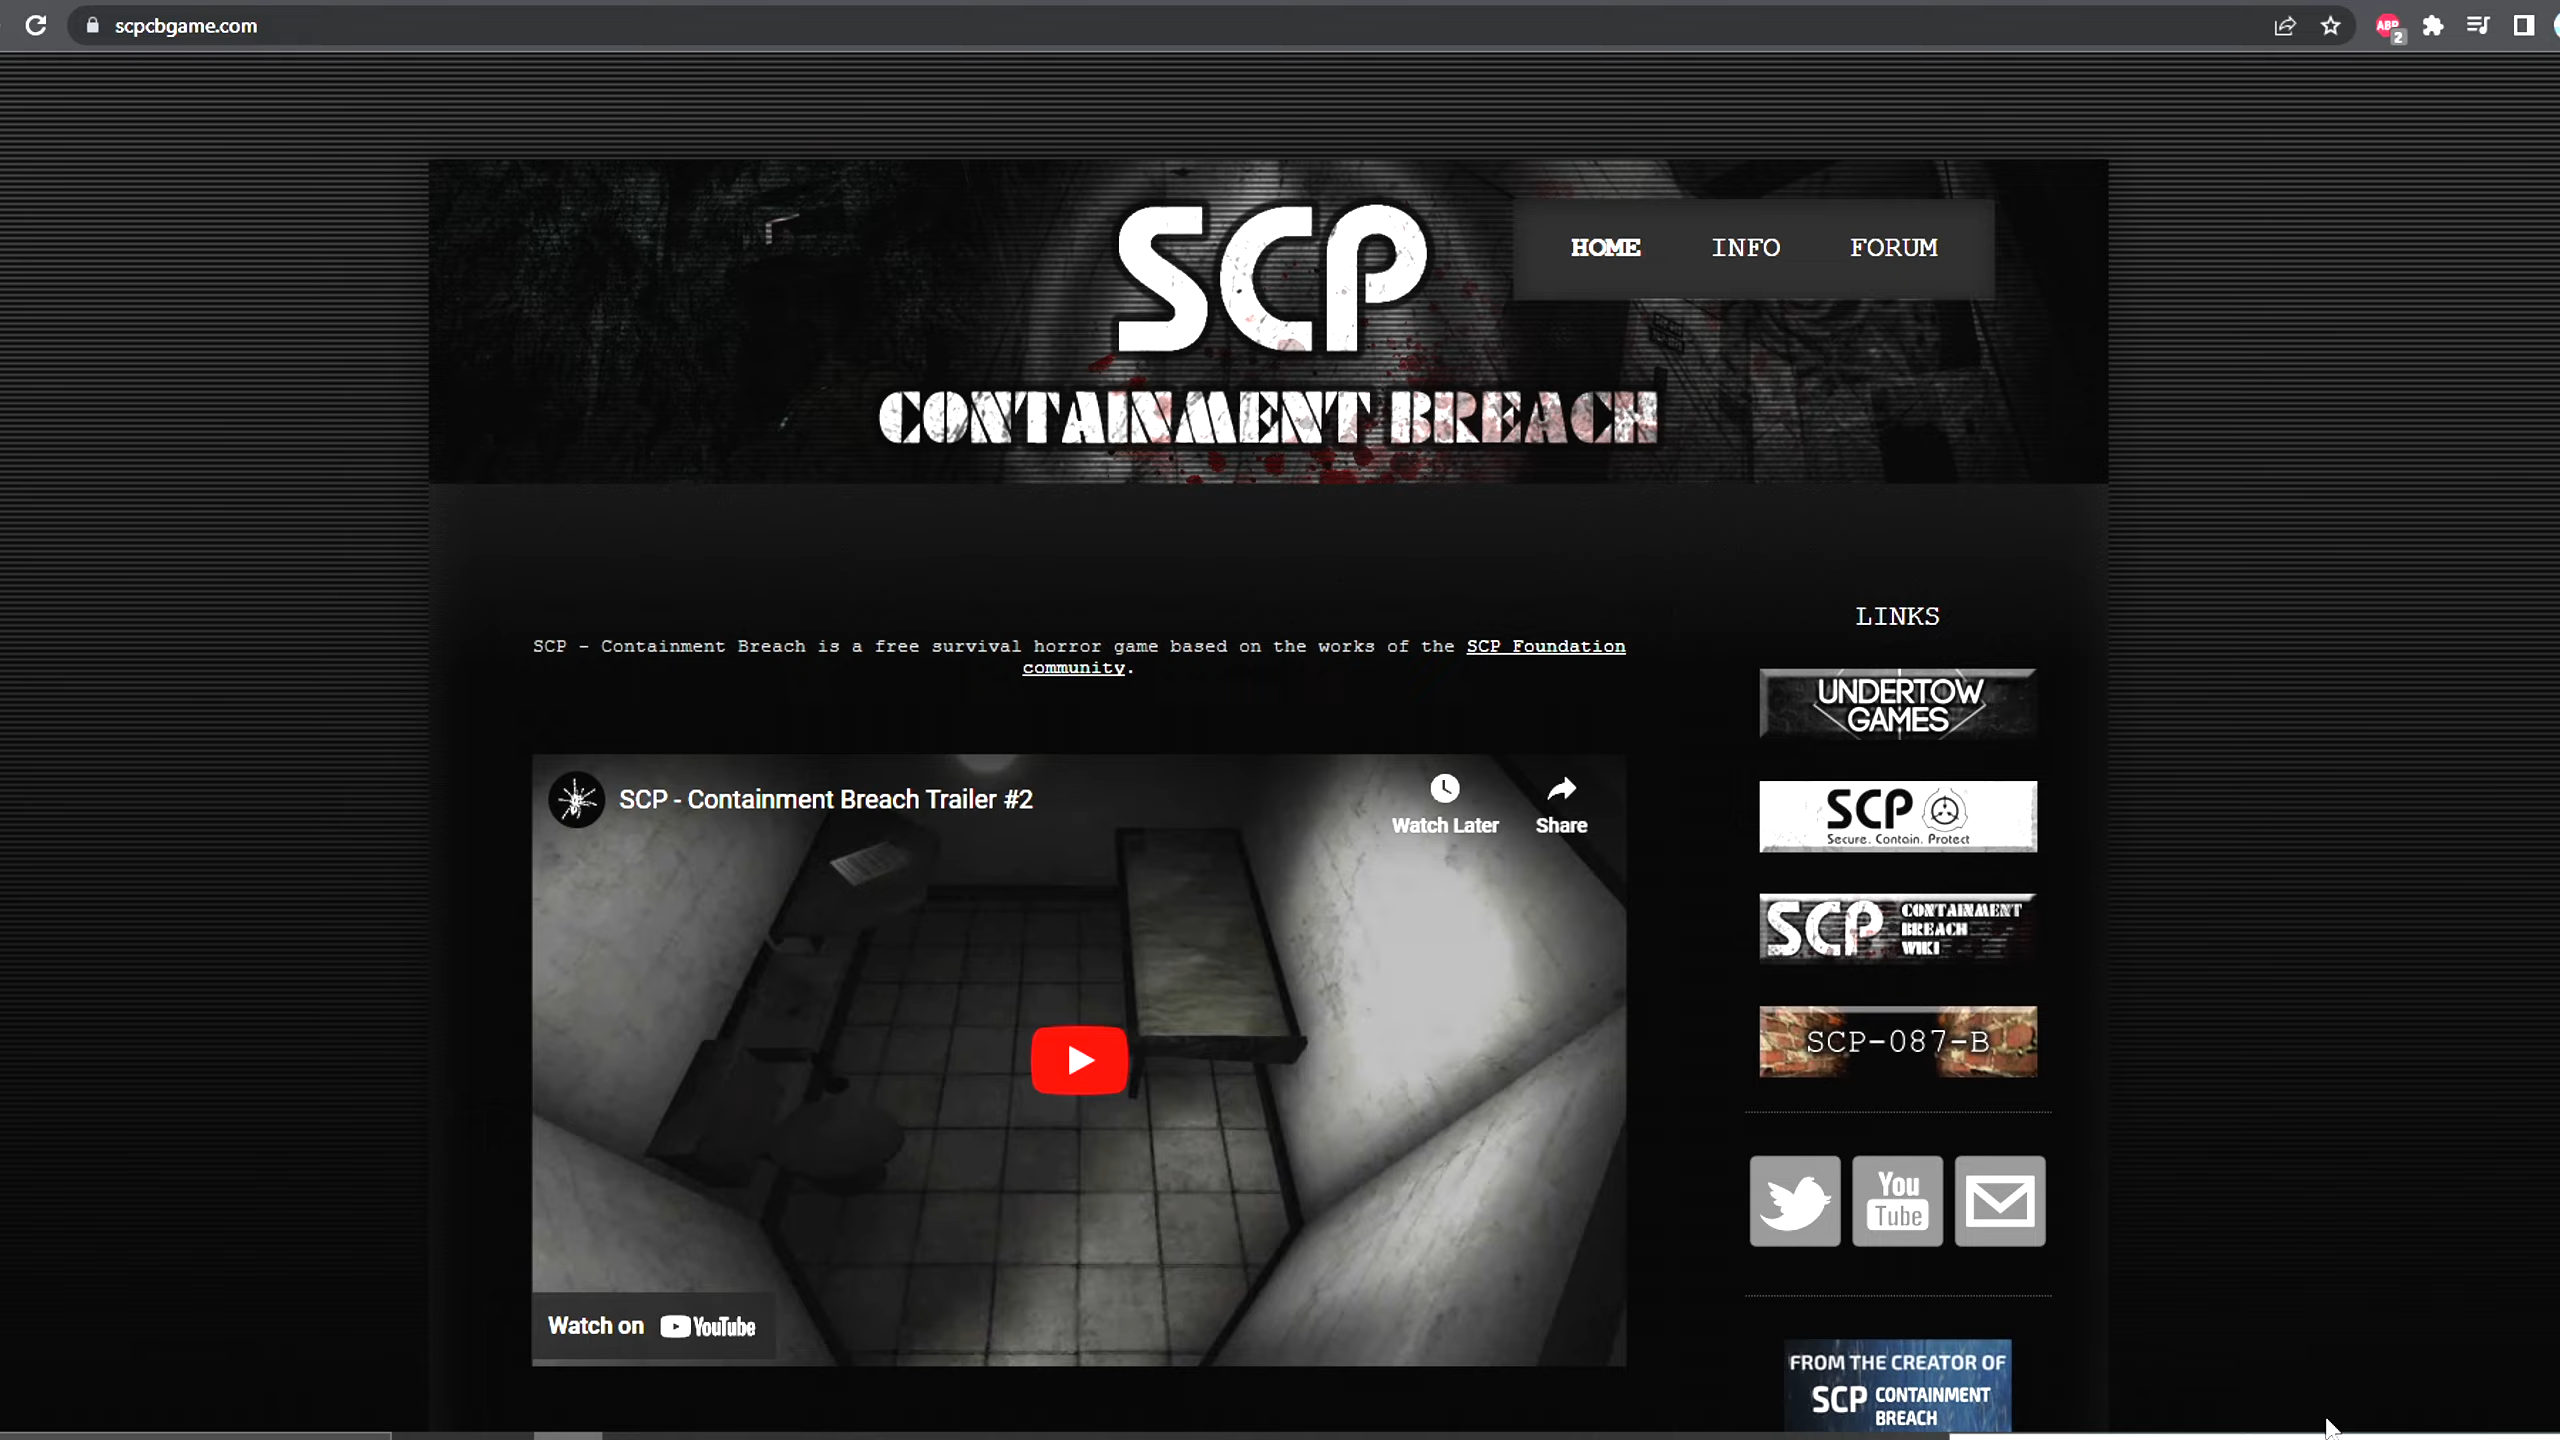 scpcbgame.com
ABP
2
SCP
HOME INFO FORUM
CONTAINMENT BREACH
SCP - Containment Breach is a free survival horror game based on the works of the SCP Foundation
community.
SCP - Containment Breach Trailer #2
Watch Later
Share
Watch on YouTube
LINKS
UNDERTOW
GAMES
SCP
Secure. Contain. Protect
SCP CONTAINMENT
BREACH
WIKI
SCP-087-B
You
Tube
FROM THE CREATOR OF
SCP CONTAINMENT
BREACH